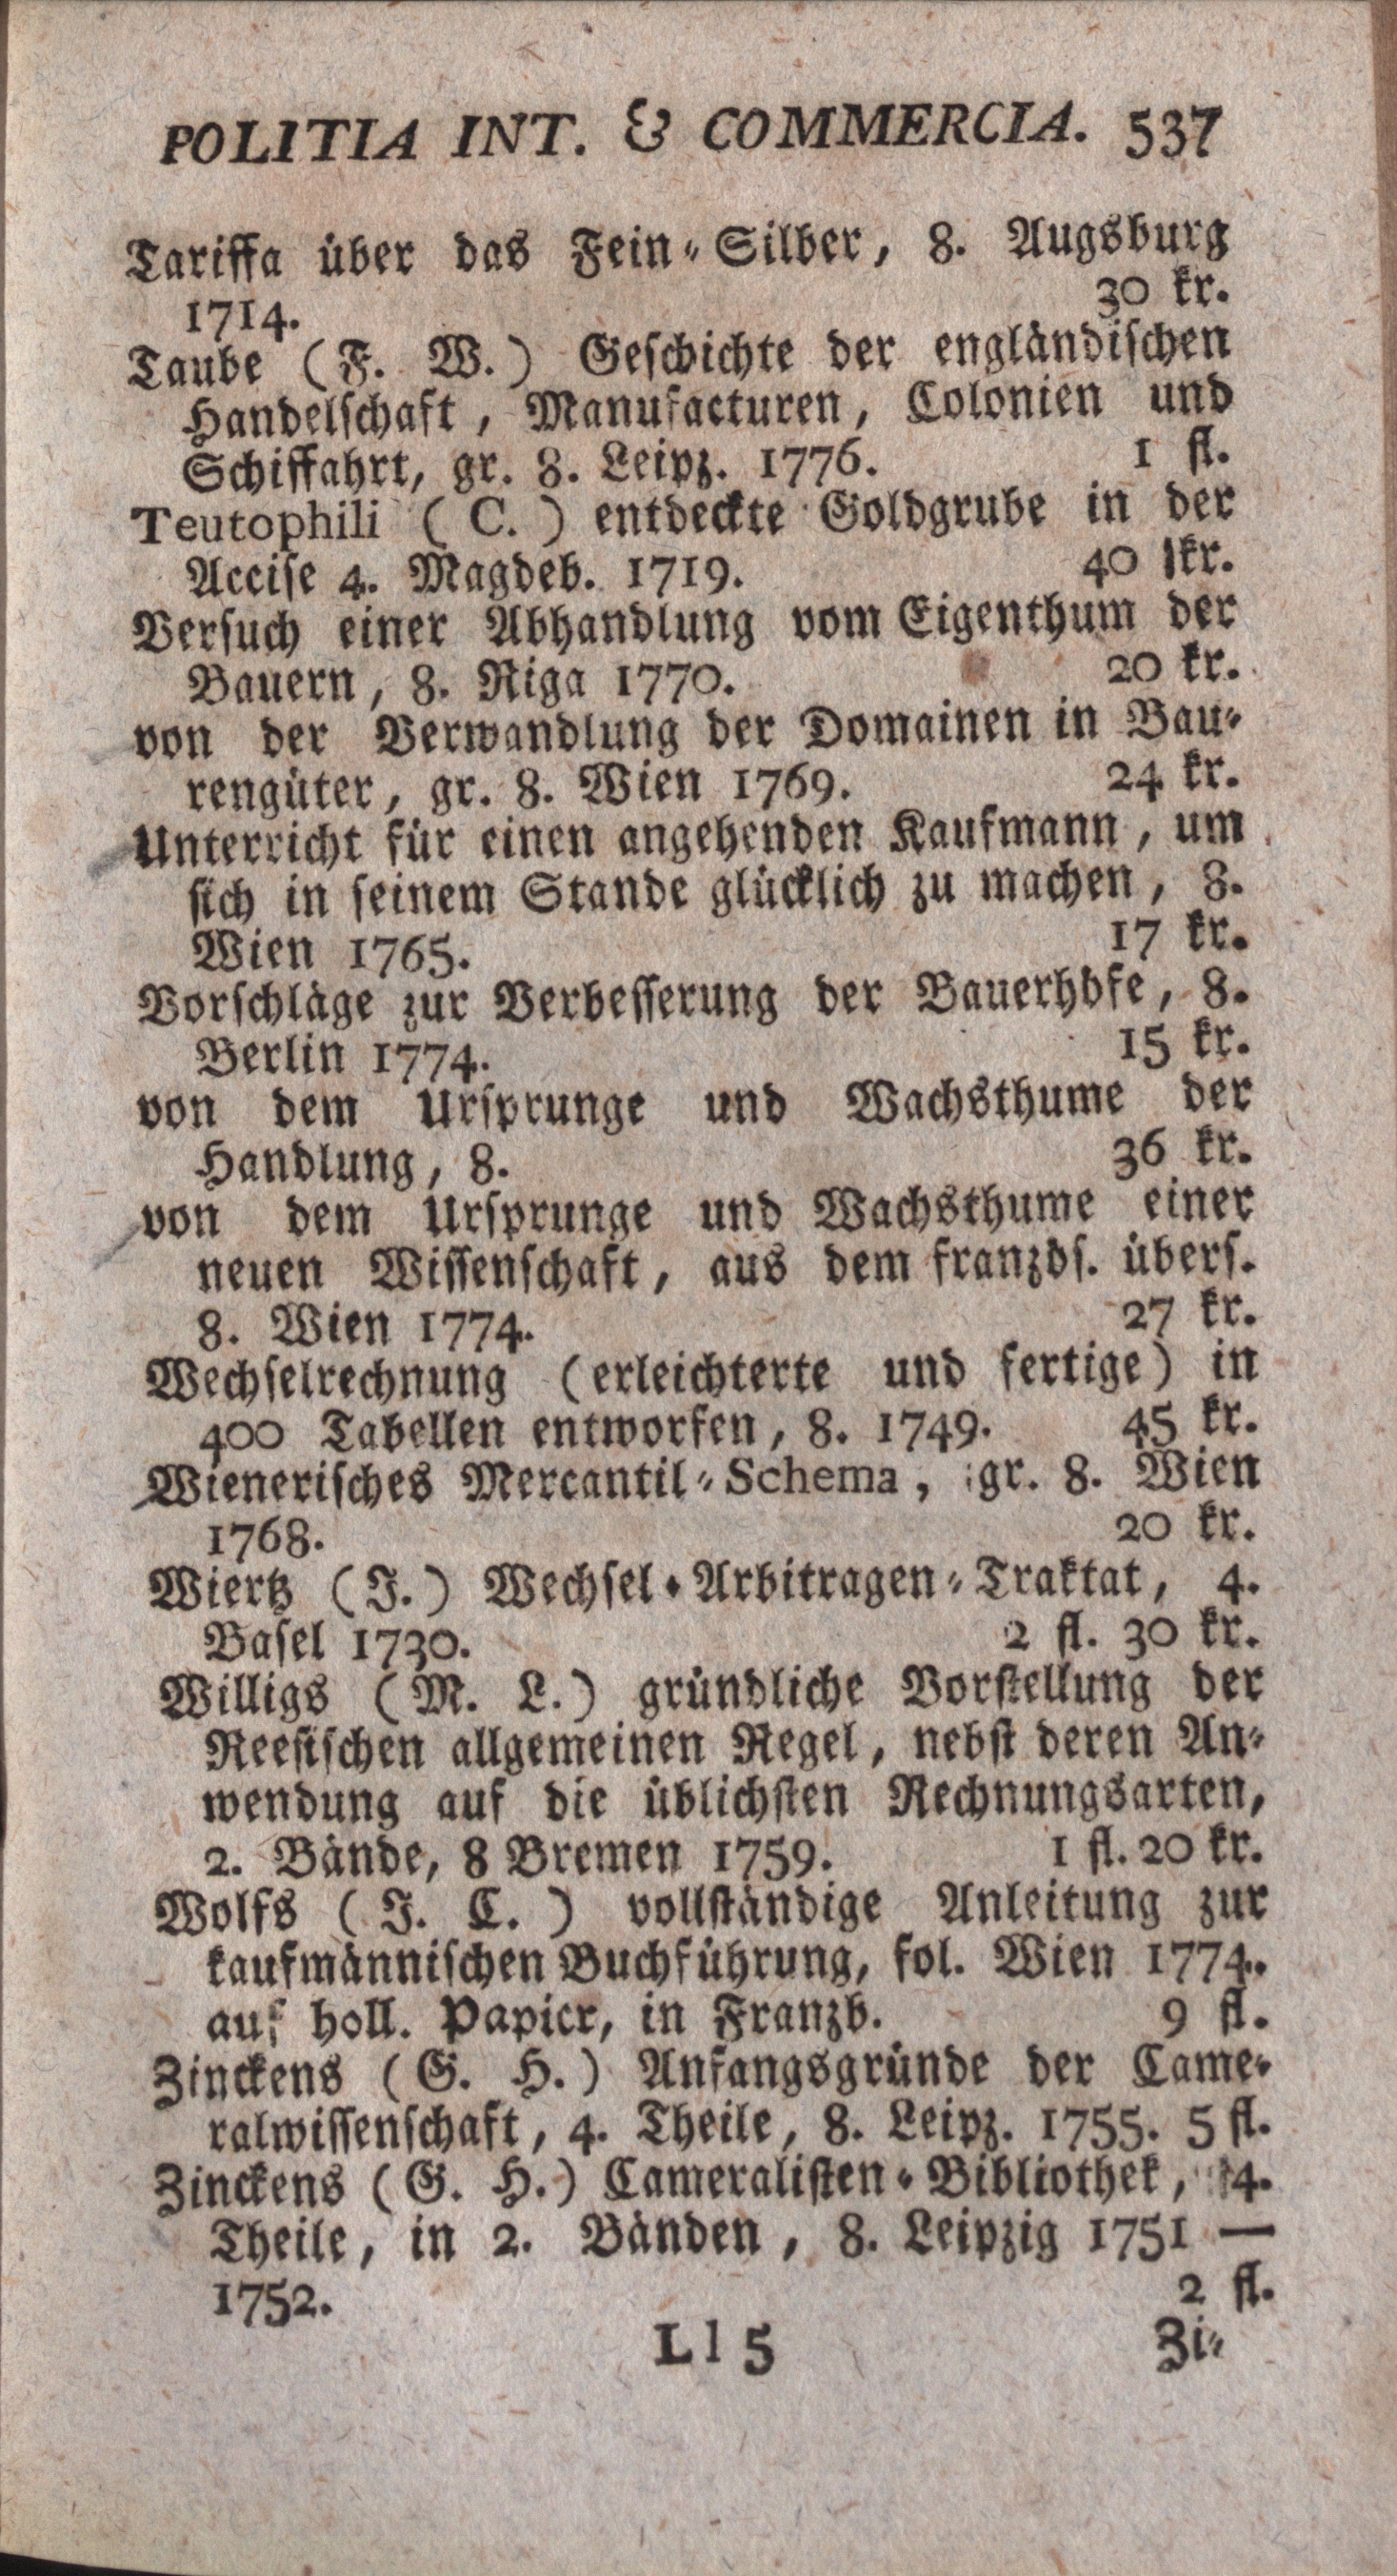 POLITIA INT. & COMMERCIA. 537
Tariffa über das Fein-Silber, 8. Augsburg
1714. 30 kr.
Taube (F. W.) Geschichte der engländischen
Handelschaft, Manufacturen, Colonien und
Schiffahrt, gr. 8. Leipz. 1776. 1 fl.
Teutophili (C.) entdeckte Goldgrube in der
Accise 4. Magdeb. 1719. 40 kr.
Versuch einer Abhandlung vom Eigenthum der
Bauern, 8. Riga 1770. 20 kr.
von der Verwandlung der Domainen in Bau-
rengüter, gr. 8. Wien 1769. 24 kr.
Unterricht für einen angehenden Kaufmann, um
sich in seinem Stande glücklich zu machen, 8.
Wien 1765. 17 kr.
Vorschläge zur Verbesserung der Bauerhöfe, 8.
Berlin 1774. 15 kr.
von dem Ursprunge und Wachsthume der
Handlung, 8. 36 kr.
von dem Ursprunge und Wachsthume einer
neuen Wissenschaft, aus dem französ. übers.
8. Wien 1774. 27 kr.
Wechselrechnung (erleichterte und fertige) in
400 Tabellen entworfen, 8. 1749. 45 kr.
Wienerisches Mercantil-Schema, gr. 8. Wien
1768. 20 kr.
Wiertz (J.) Wechsel-Arbitragen-Traktat, 4.
Basel 1730. 2 fl. 30 kr.
Willigs (M. L.) gründliche Vorstellung der
Reesischen allgemeinen Regel, nebst deren An-
wendung auf die üblichsten Rechnungsarten,
2. Bände, 8 Bremen 1759. 1 fl. 20 kr.
Wolfs (J. C.) vollständige Anleitung zur
kaufmännischen Buchführung, fol. Wien 1774.
auf holl. Papier, in Franzb. 9 fl.
Zinckens (G. H.) Anfangsgründe der Came-
ralwissenschaft, 4. Theile, 8. Leipz. 1755. 5 fl.
Zinckens (G. H.) Cameralisten-Bibliothek, 4.
Theile, in 2. Bänden, 8. Leipzig 1751 —
1752. 2 fl.
Ll 5 Zi-